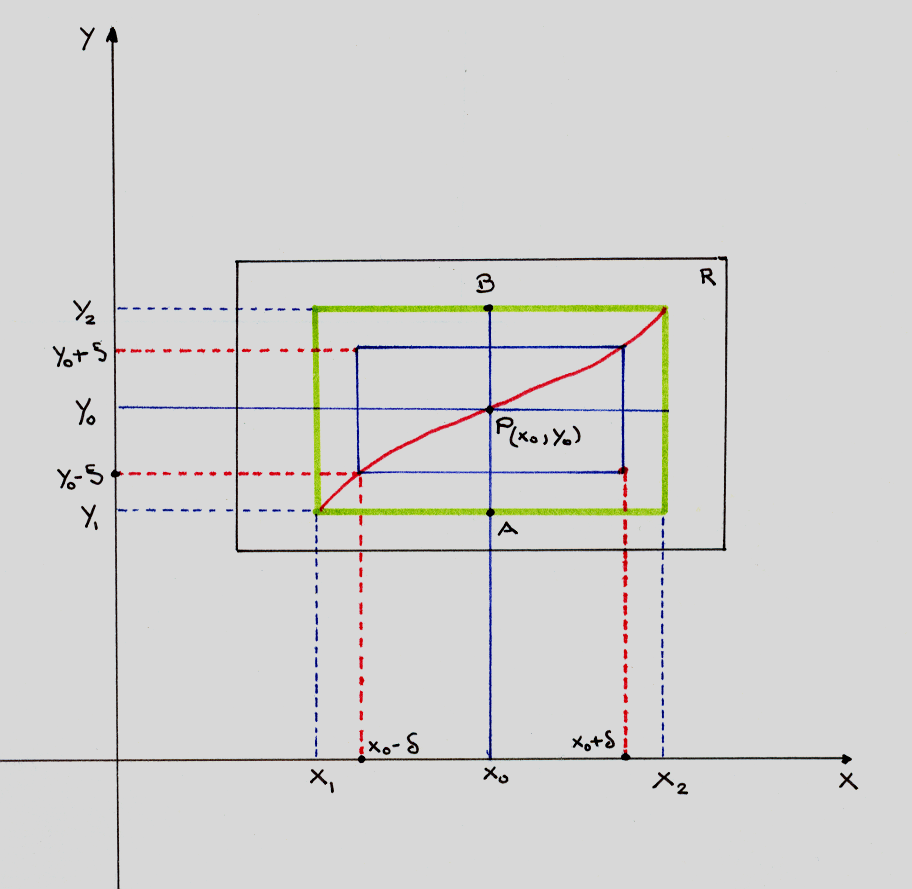 Y
B
R
Y₂
Y₀+δ
Y₀
P(x₀, Y₀)
Y₀-δ
Y₁
A
x₀-δ
x₀+δ
X₁
X₀
X₂
X